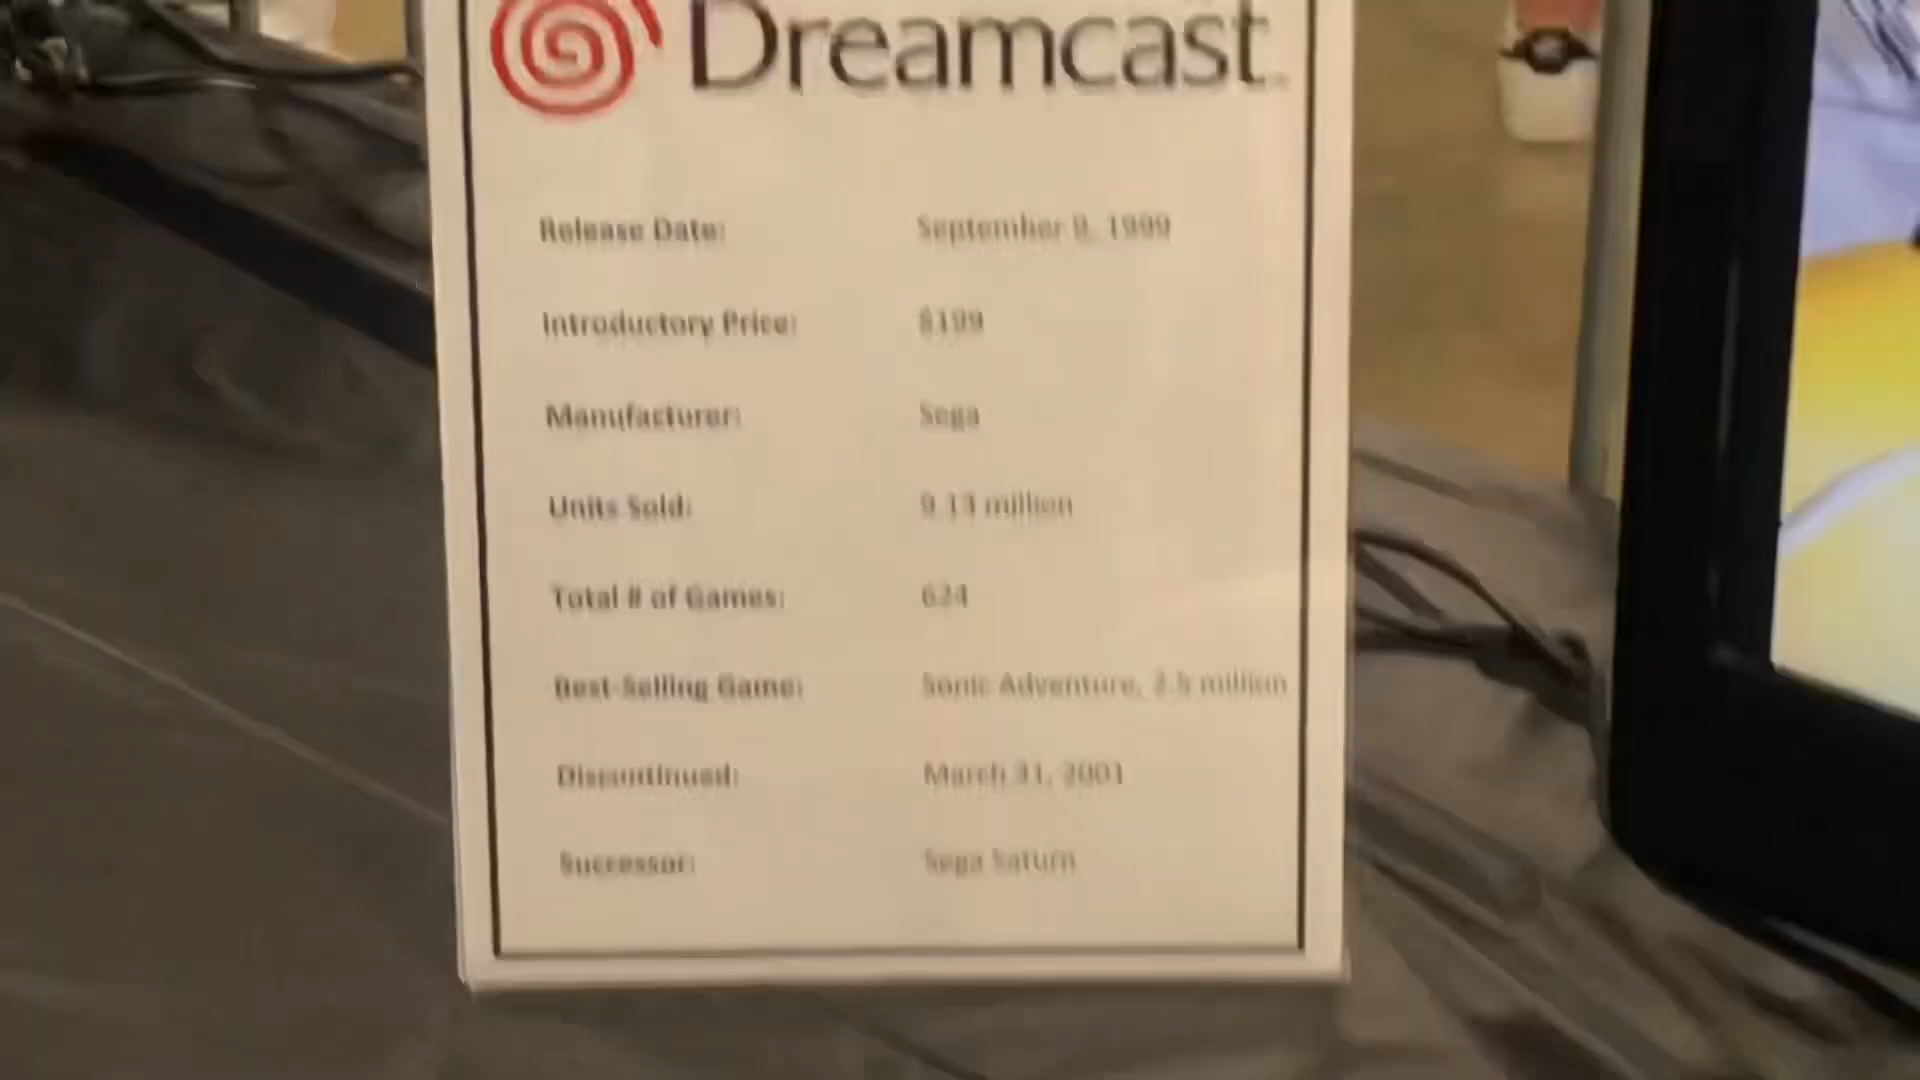 Dreamcast
Release Date: September 9, 1999
Introductory Price: $199
Manufacturer: Sega
Units Sold: 9.13 million
Total # of Games: 624
Best-Selling Game: Sonic Adventure, 2.5 million
Discontinued: March 31, 2001
Successor: Sega Saturn